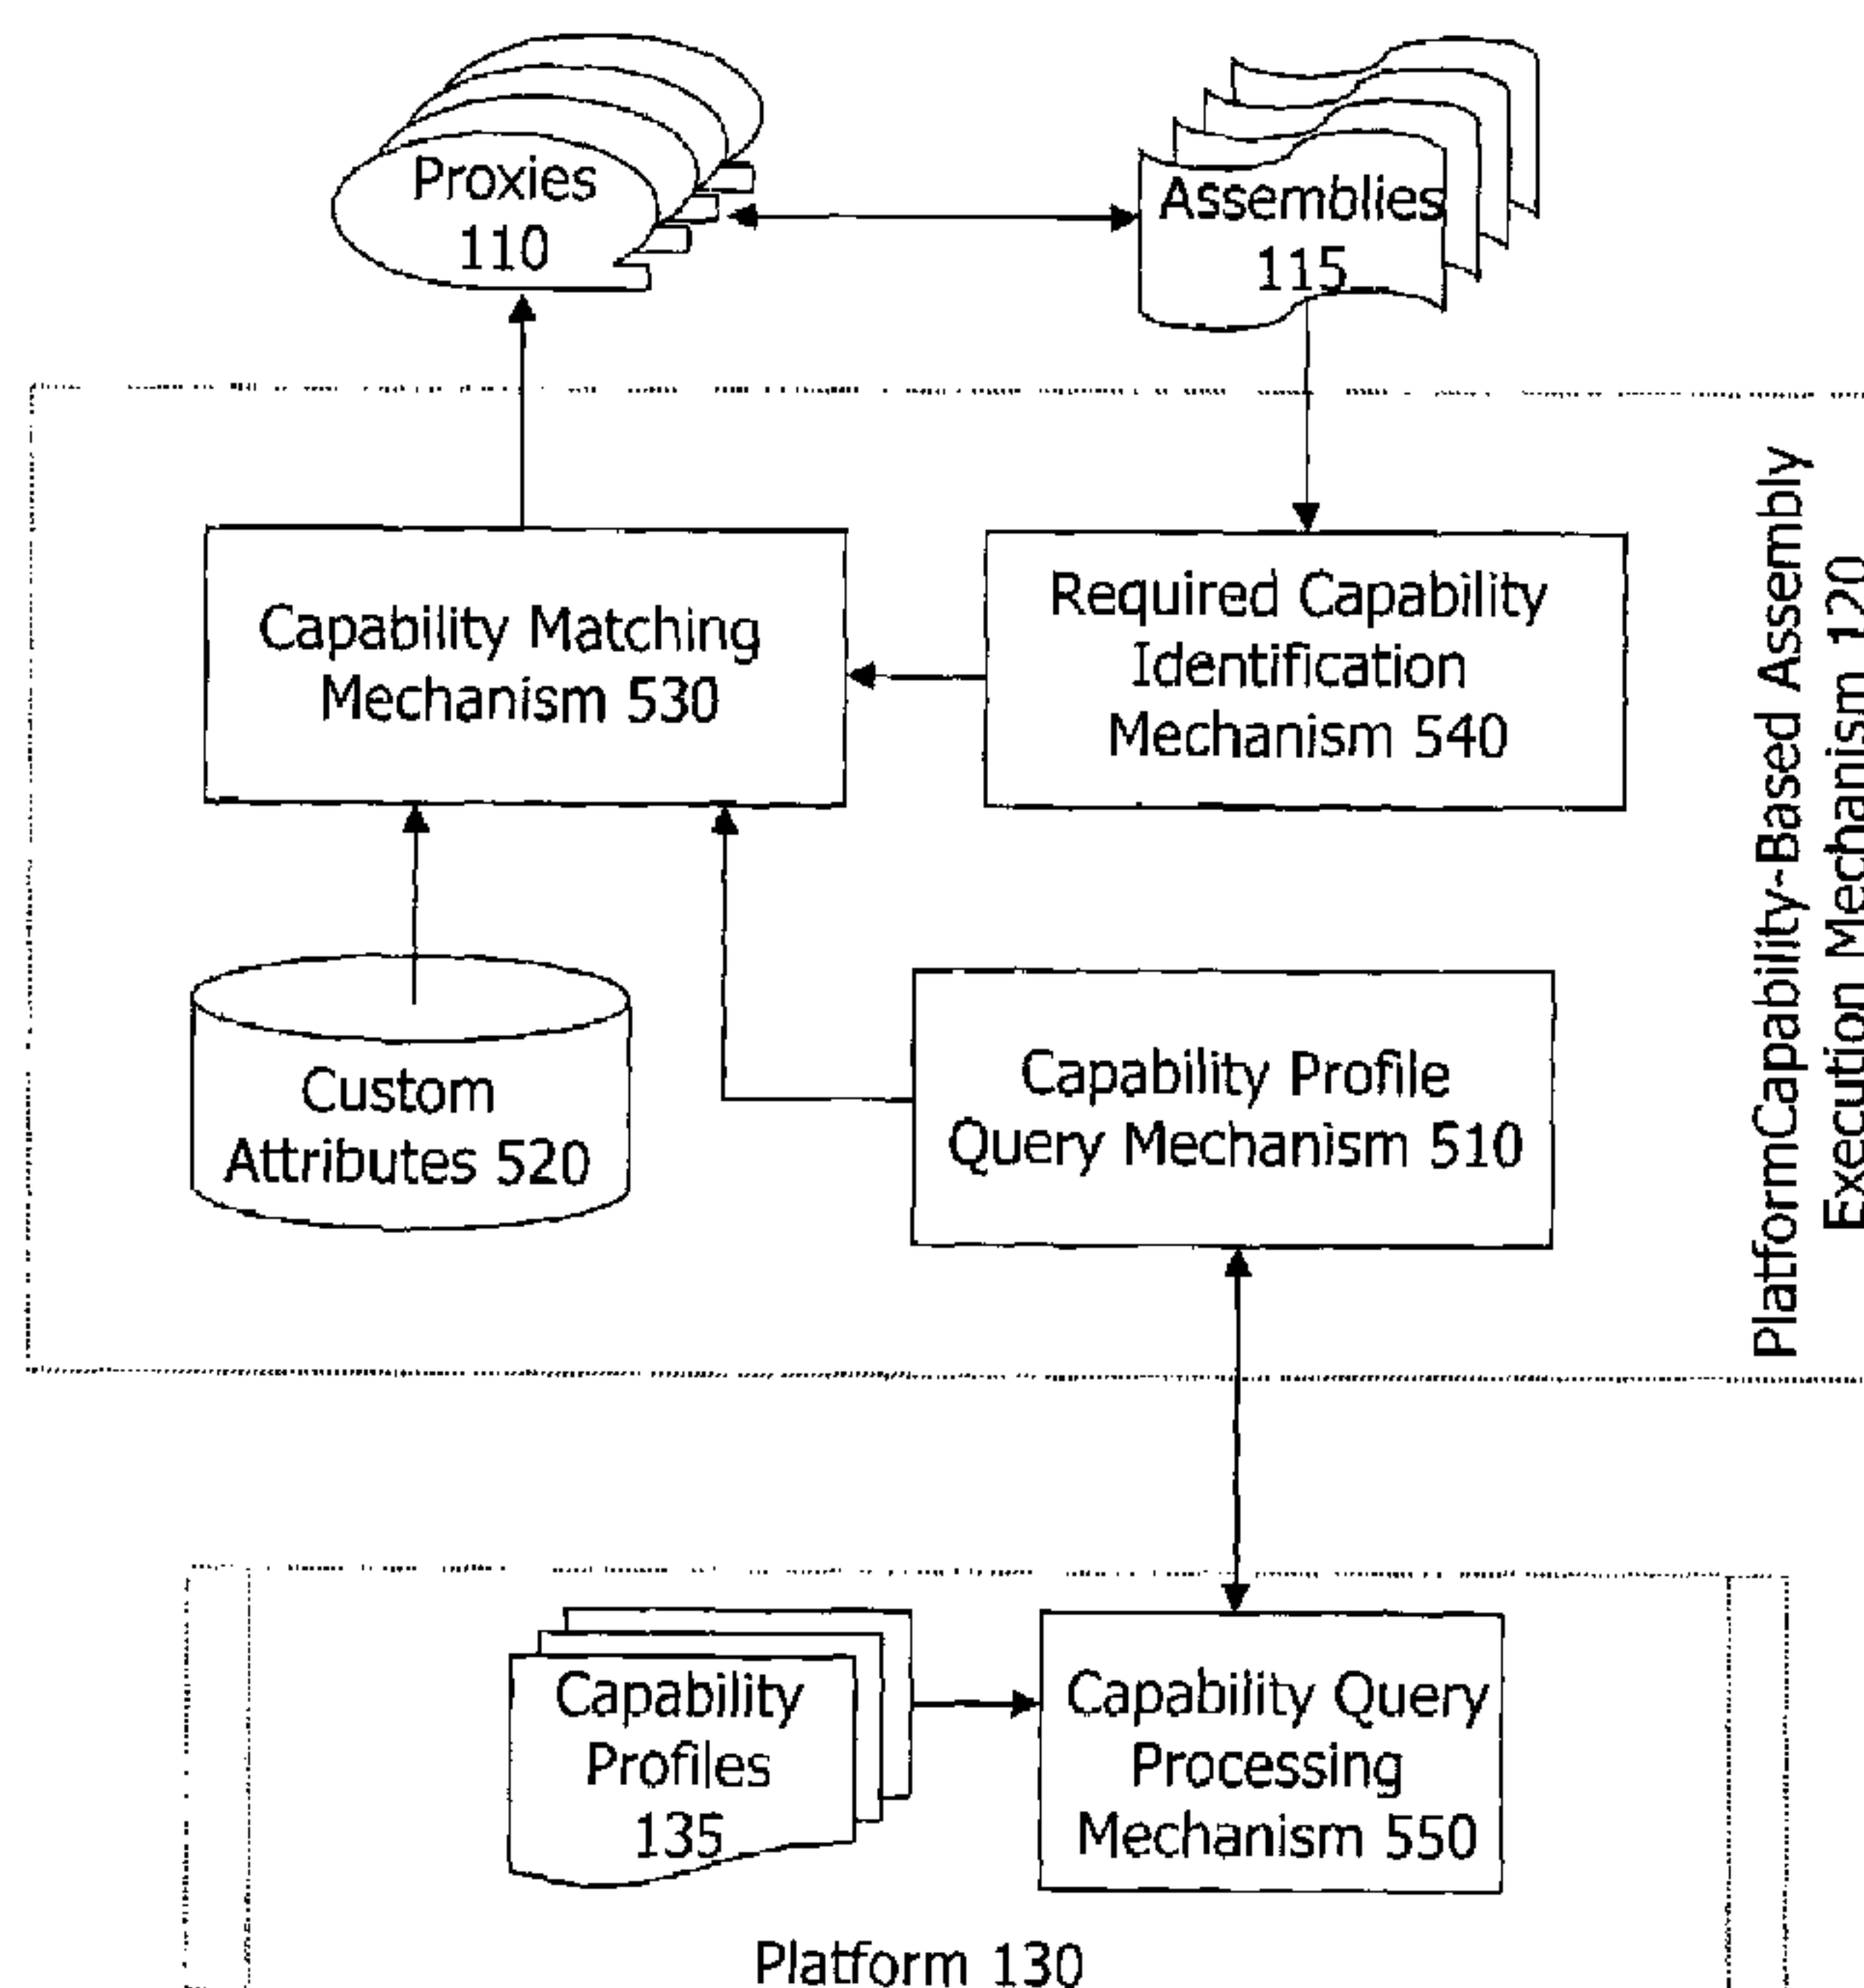 Proxies
110
Assemblies
115
Capability Matching
Mechanism 530
Required Capability
Identification
Mechanism 540
Custom
Attributes 520
Capability Profile
Query Mechanism 510
PlatformCapability-Based Assembly
Execution Mechanism 120
Capability
Profiles
135
Capability Query
Processing
Mechanism 550
Platform 130